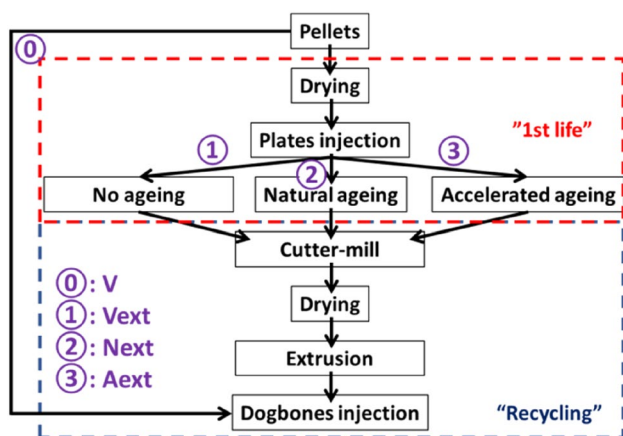 Pellets
⓪
Drying
”1st life”
Plates injection
①
②
③
No ageing
Natural ageing
Accelerated ageing
Cutter-mill
⓪: V
①: Vext
②: Next
③: Aext
Drying
Extrusion
Dogbones injection
”Recycling”